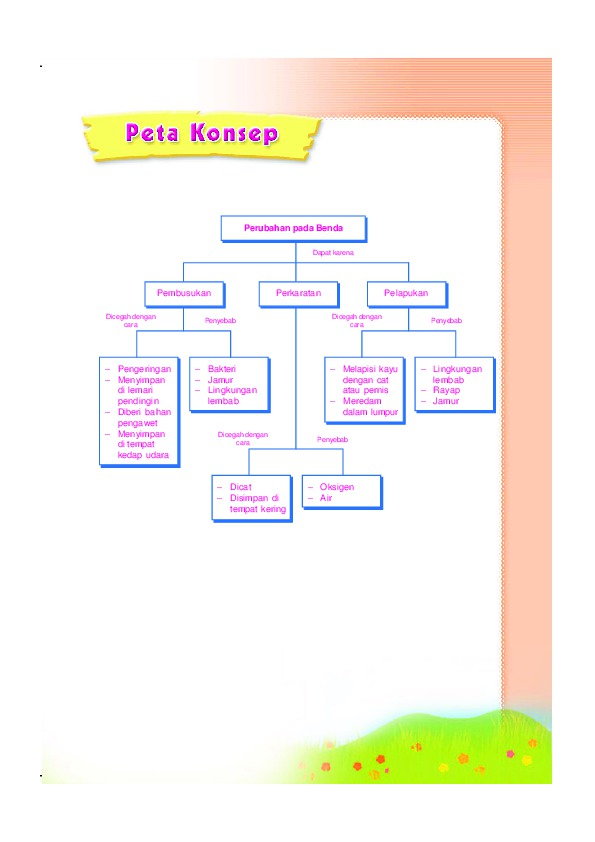 Peta Konsep
Perubahan pada Benda
Dapat karena
Pembusukan
Perkaratan
Pelapukan
Dicegah dengan
cara
Penyebab
Dicegah dengan
cara
Penyebab
– Pengeringan
– Menyimpan
di lemari
pendingin
– Diberi bahan
pengawet
– Menyimpan
di tempat
kedap udara
– Bakteri
– Jamur
– Lingkungan
lembab
– Melapisi kayu
dengan cat
atau pernis
– Meredam
dalam lumpur
– Lingkungan
lembab
– Rayap
– Jamur
Dicegah dengan
cara
Penyebab
– Dicat
– Disimpan di
tempat kering
– Oksigen
– Air